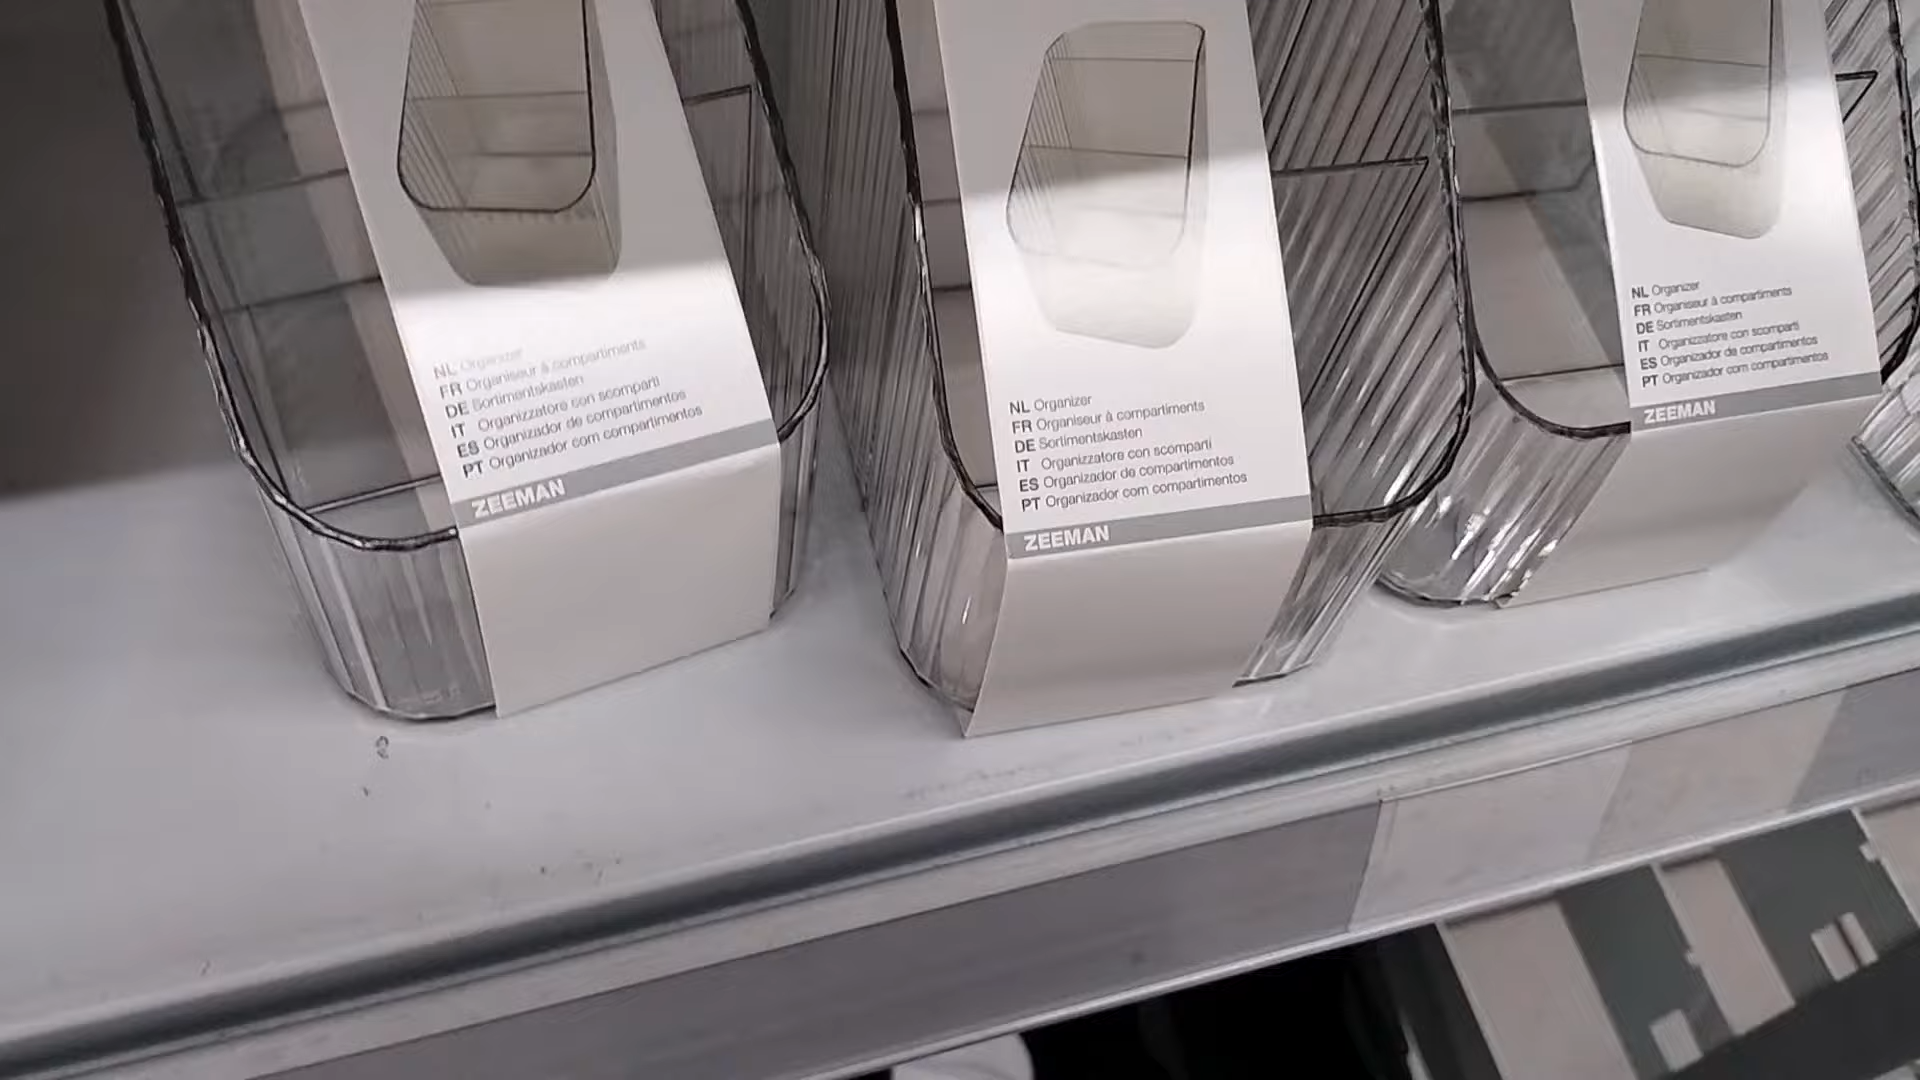 NL Organizer
FR Organiseur à compartiments
DE Sortimentskasten
IT Organizzatore con scomparti
ES Organizador de compartimentos
PT Organizador com compartimentos
ZEEMAN
NL Organizer
FR Organiseur à compartiments
DE Sortimentskasten
IT Organizzatore con scomparti
ES Organizador de compartimentos
PT Organizador com compartimentos
ZEEMAN
NL Organizer
FR Organiseur à compartiments
DE Sortimentskasten
IT Organizzatore con scomparti
ES Organizador de compartimentos
PT Organizador com compartimentos
ZEEMAN